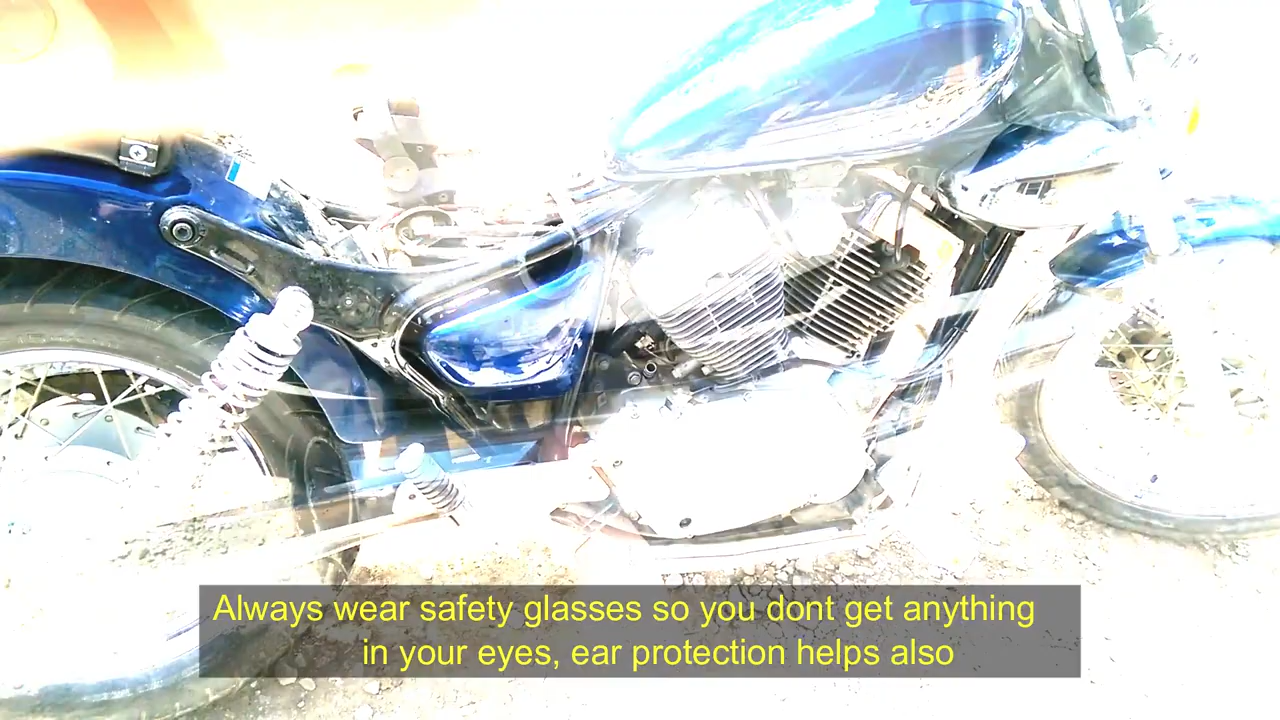 Always wear safety glasses so you dont get anything
in your eyes, ear protection helps also